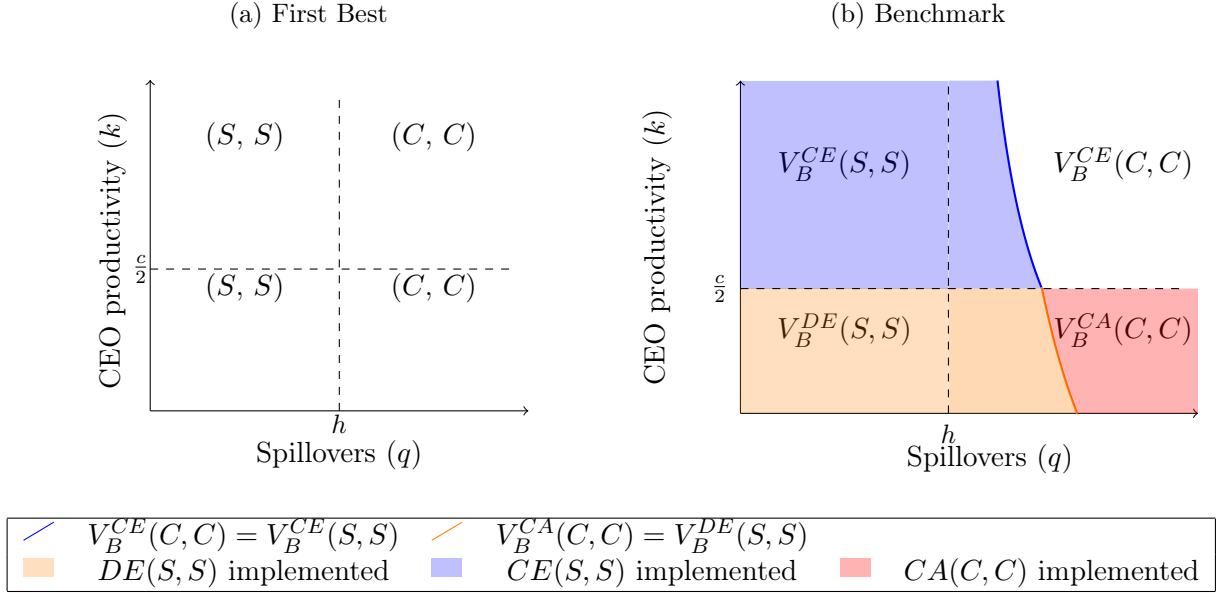 (a) First Best
CEO productivity (k)
(S, S)
(C, C)
c/2
(S, S)
(C, C)
h
Spillovers (q)
(b) Benchmark
CEO productivity (k)
V_B^{CE}(S, S)
V_B^{CE}(C, C)
c/2
V_B^{DE}(S, S)
V_B^{CA}(C, C)
h
Spillovers (q)
V_B^{CE}(C, C) = V_B^{CE}(S, S)
V_B^{CA}(C, C) = V_B^{DE}(S, S)
DE(S, S) implemented
CE(S, S) implemented
CA(C, C) implemented